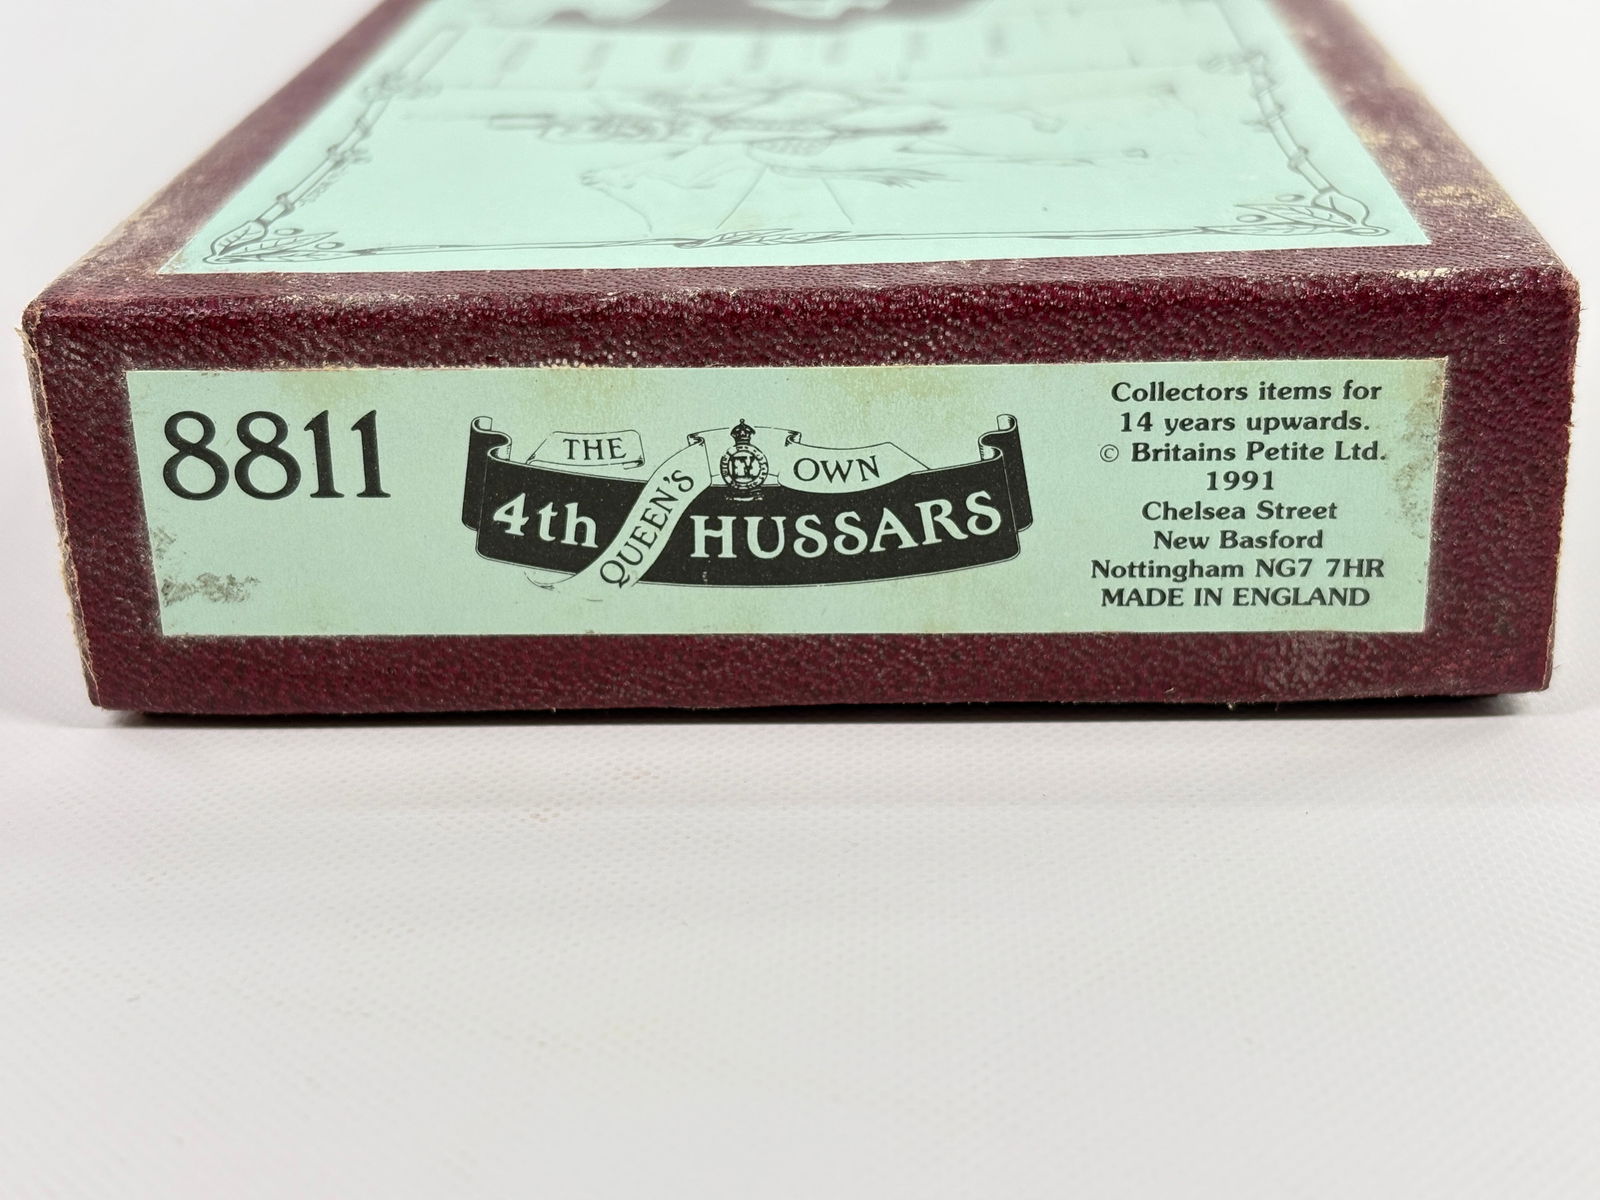 8811
THE
QUEEN'S
OWN
4th HUSSARS
Collectors items for
14 years upwards.
© Britains Petite Ltd.
1991
Chelsea Street
New Basford
Nottingham NG7 7HR
MADE IN ENGLAND